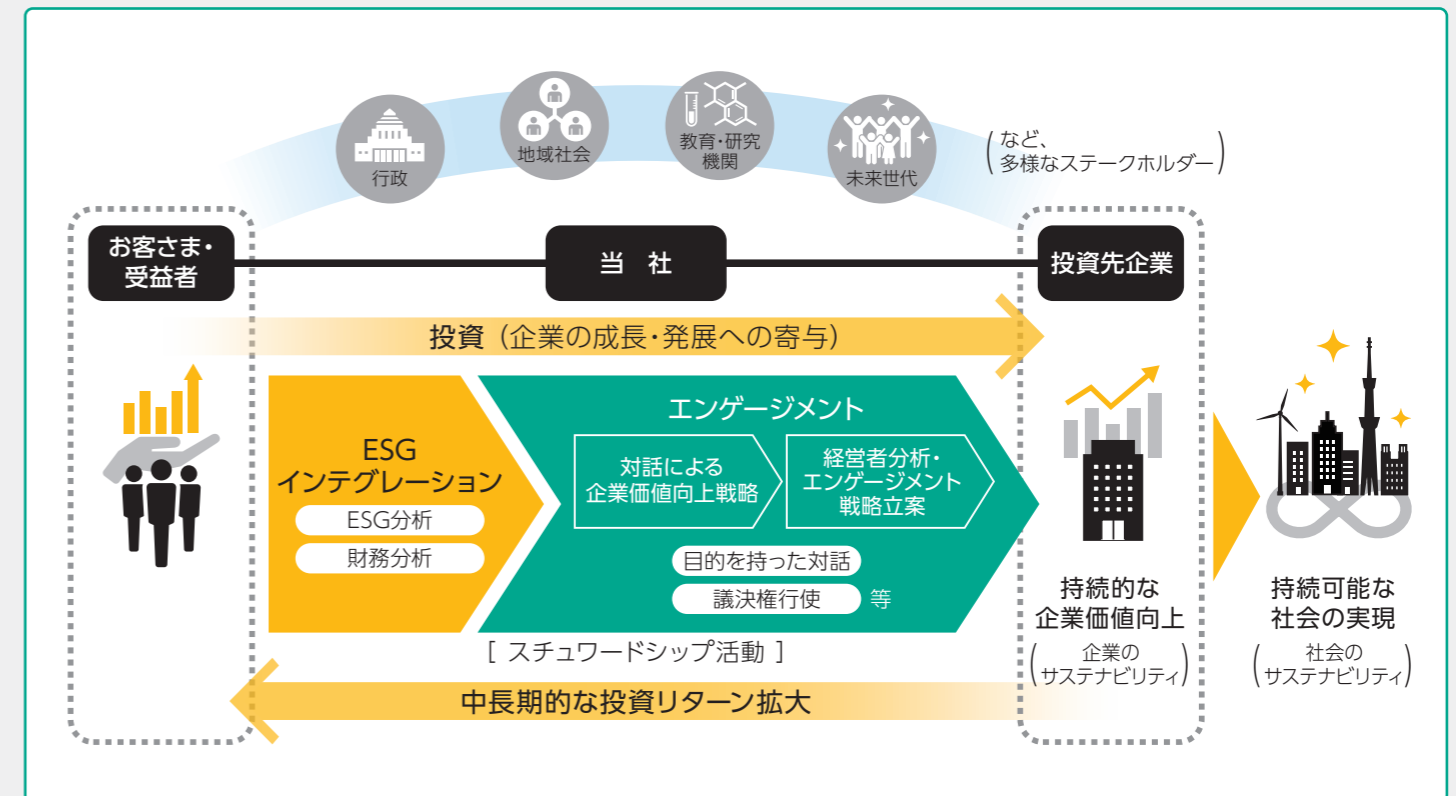 行政
地域社会
教育・研究
機関
未来世代
(など、
多様なステークホルダー)
お客さま・
受益者
当 社
投資先企業
投資(企業の成長・発展への寄与)
ESG
インテグレーション
ESG分析
財務分析
エンゲージメント
対話による
企業価値向上戦略
経営者分析・
エンゲージメント
戦略立案
目的を持った対話
議決権行使 等
[ スチュワードシップ活動 ]
持続的な
企業価値向上
(企業の
サステナビリティ)
持続可能な
社会の実現
(社会の
サステナビリティ)
中長期的な投資リターン拡大